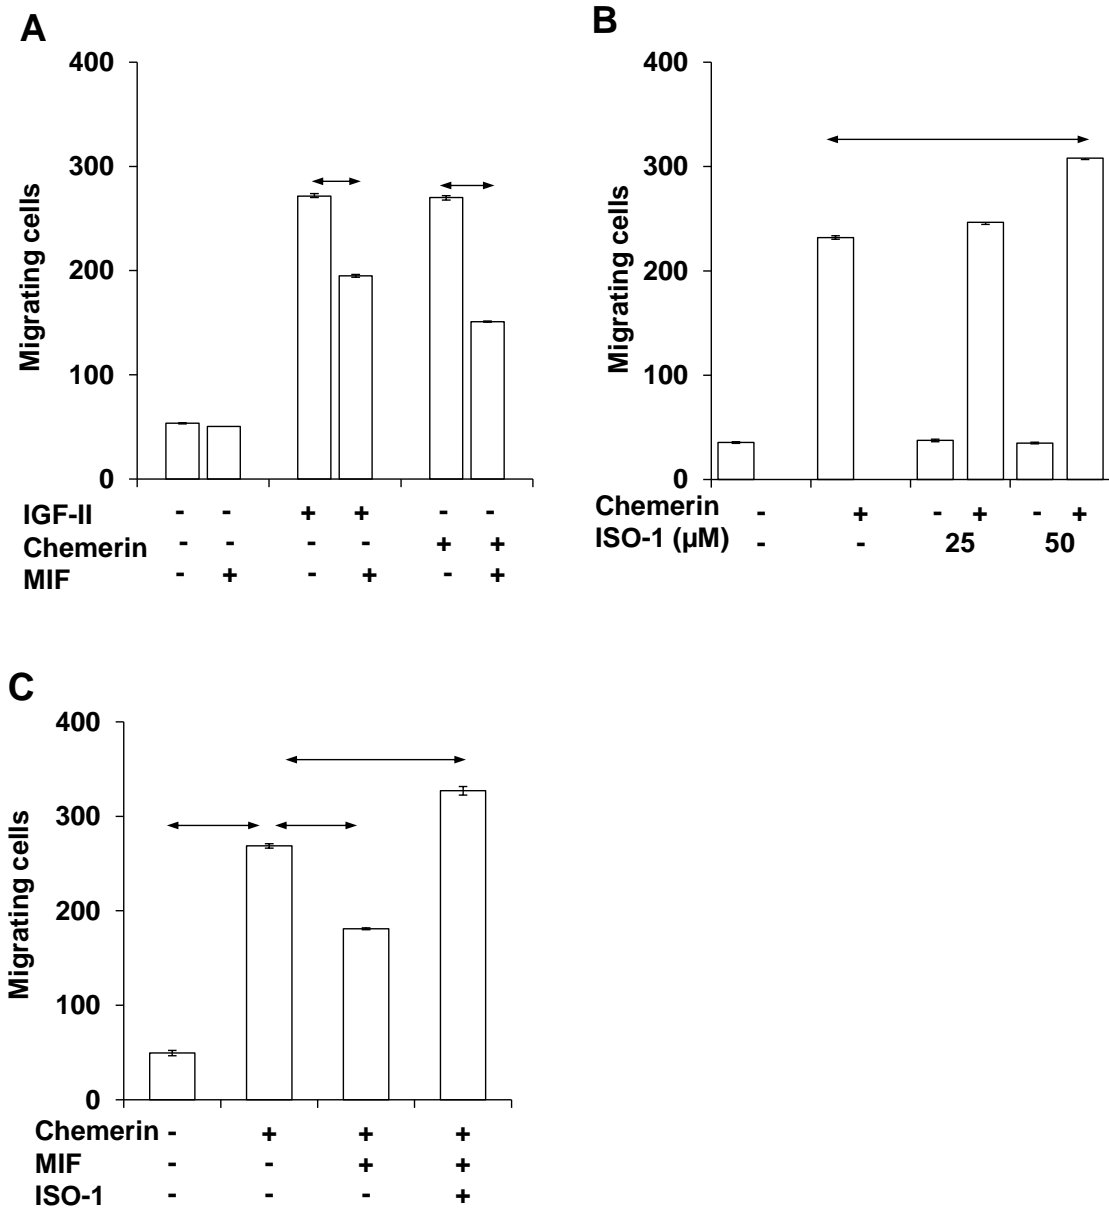 A
400
300
200
100
0
Migrating cells
IGF-II - - + + - -
Chemerin - - - - + +
MIF - + - + - +
B
400
300
200
100
0
Migrating cells
Chemerin - + - + - +
ISO-1 (µM) - - 25 50
C
400
300
200
100
0
Migrating cells
Chemerin - + + +
MIF - - + +
ISO-1 - - - +